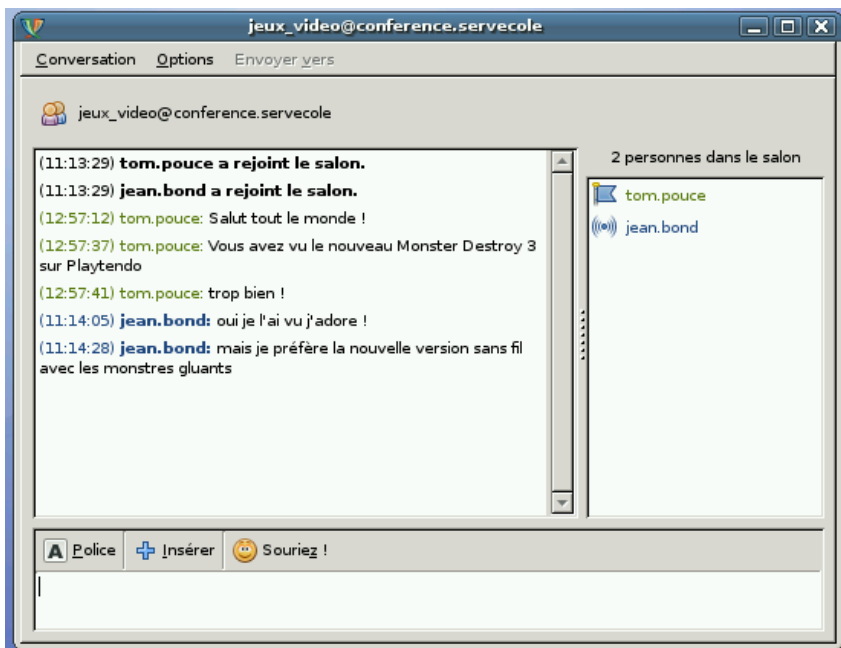 jeux_video@conference.servecole
Conversation Options Envoyer vers
jeux_video@conference.servecole
(11:13:29) tom.pouce a rejoint le salon.
(11:13:29) jean.bond a rejoint le salon.
(12:57:12) tom.pouce: Salut tout le monde !
(12:57:37) tom.pouce: Vous avez vu le nouveau Monster Destroy 3
sur Playtendo
(12:57:41) tom.pouce: trop bien !
(11:14:05) jean.bond: oui je l'ai vu j'adore !
(11:14:28) jean.bond: mais je préfère la nouvelle version sans fil
avec les monstres gluants
2 personnes dans le salon
tom.pouce
jean.bond
A Police Insérer Souriez !